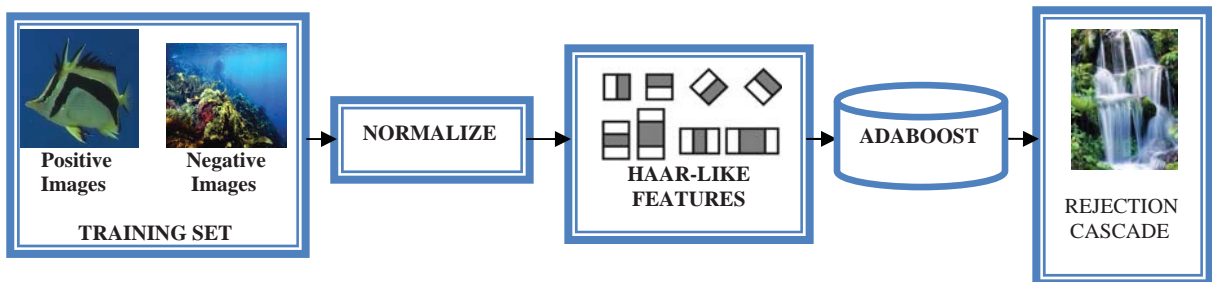 Positive
Images
Negative
Images
TRAINING SET
NORMALIZE
HAAR-LIKE
FEATURES
ADABOOST
REJECTION
CASCADE